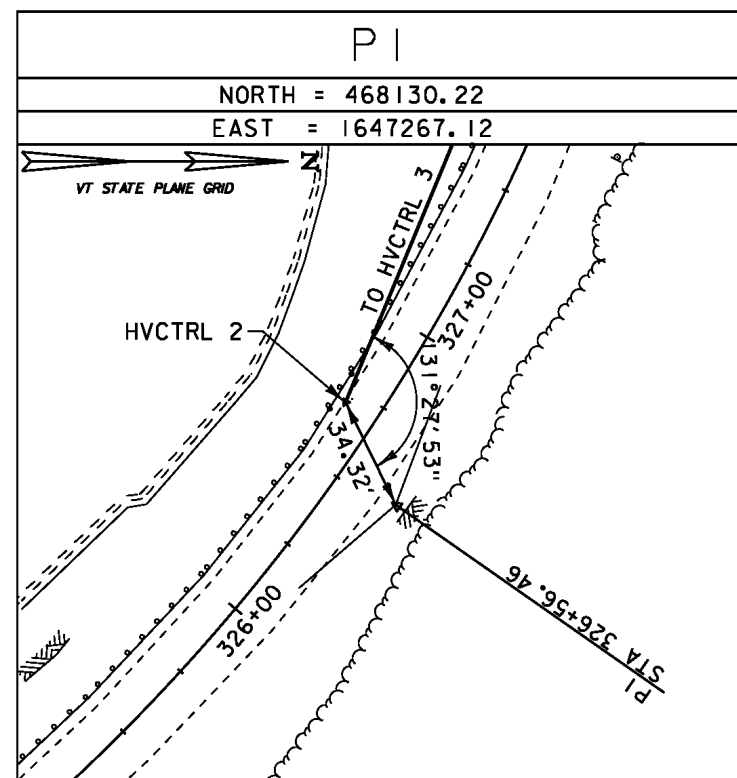 PI
NORTH = 468130.22
EAST = 1647267.12
N
VT STATE PLANE GRID
TO HVCTRL 3
327+00
HVCTRL 2
131°27'53"
34.32'
326+00
PI
STA 326+56.46